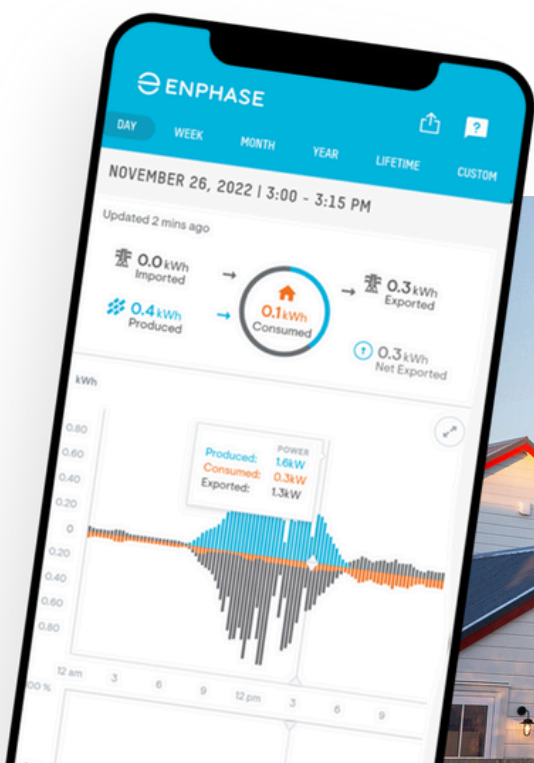 ENPHASE
DAY WEEK MONTH YEAR LIFETIME CUSTOM
NOVEMBER 26, 2022 | 3:00 - 3:15 PM
Updated 2 mins ago
0.0 kWh
Imported
0.3 kWh
Exported
0.1 kWh
Consumed
0.4 kWh
Produced
0.3 kWh
Net Exported
kWh
POWER
Produced: 1.6kW
Consumed: 0.3kW
Exported: 1.3kW
0.80
0.60
0.40
0.20
0
0.20
0.40
0.60
0.80
12 am 3 6 9 12 pm 3 6 9
00 %